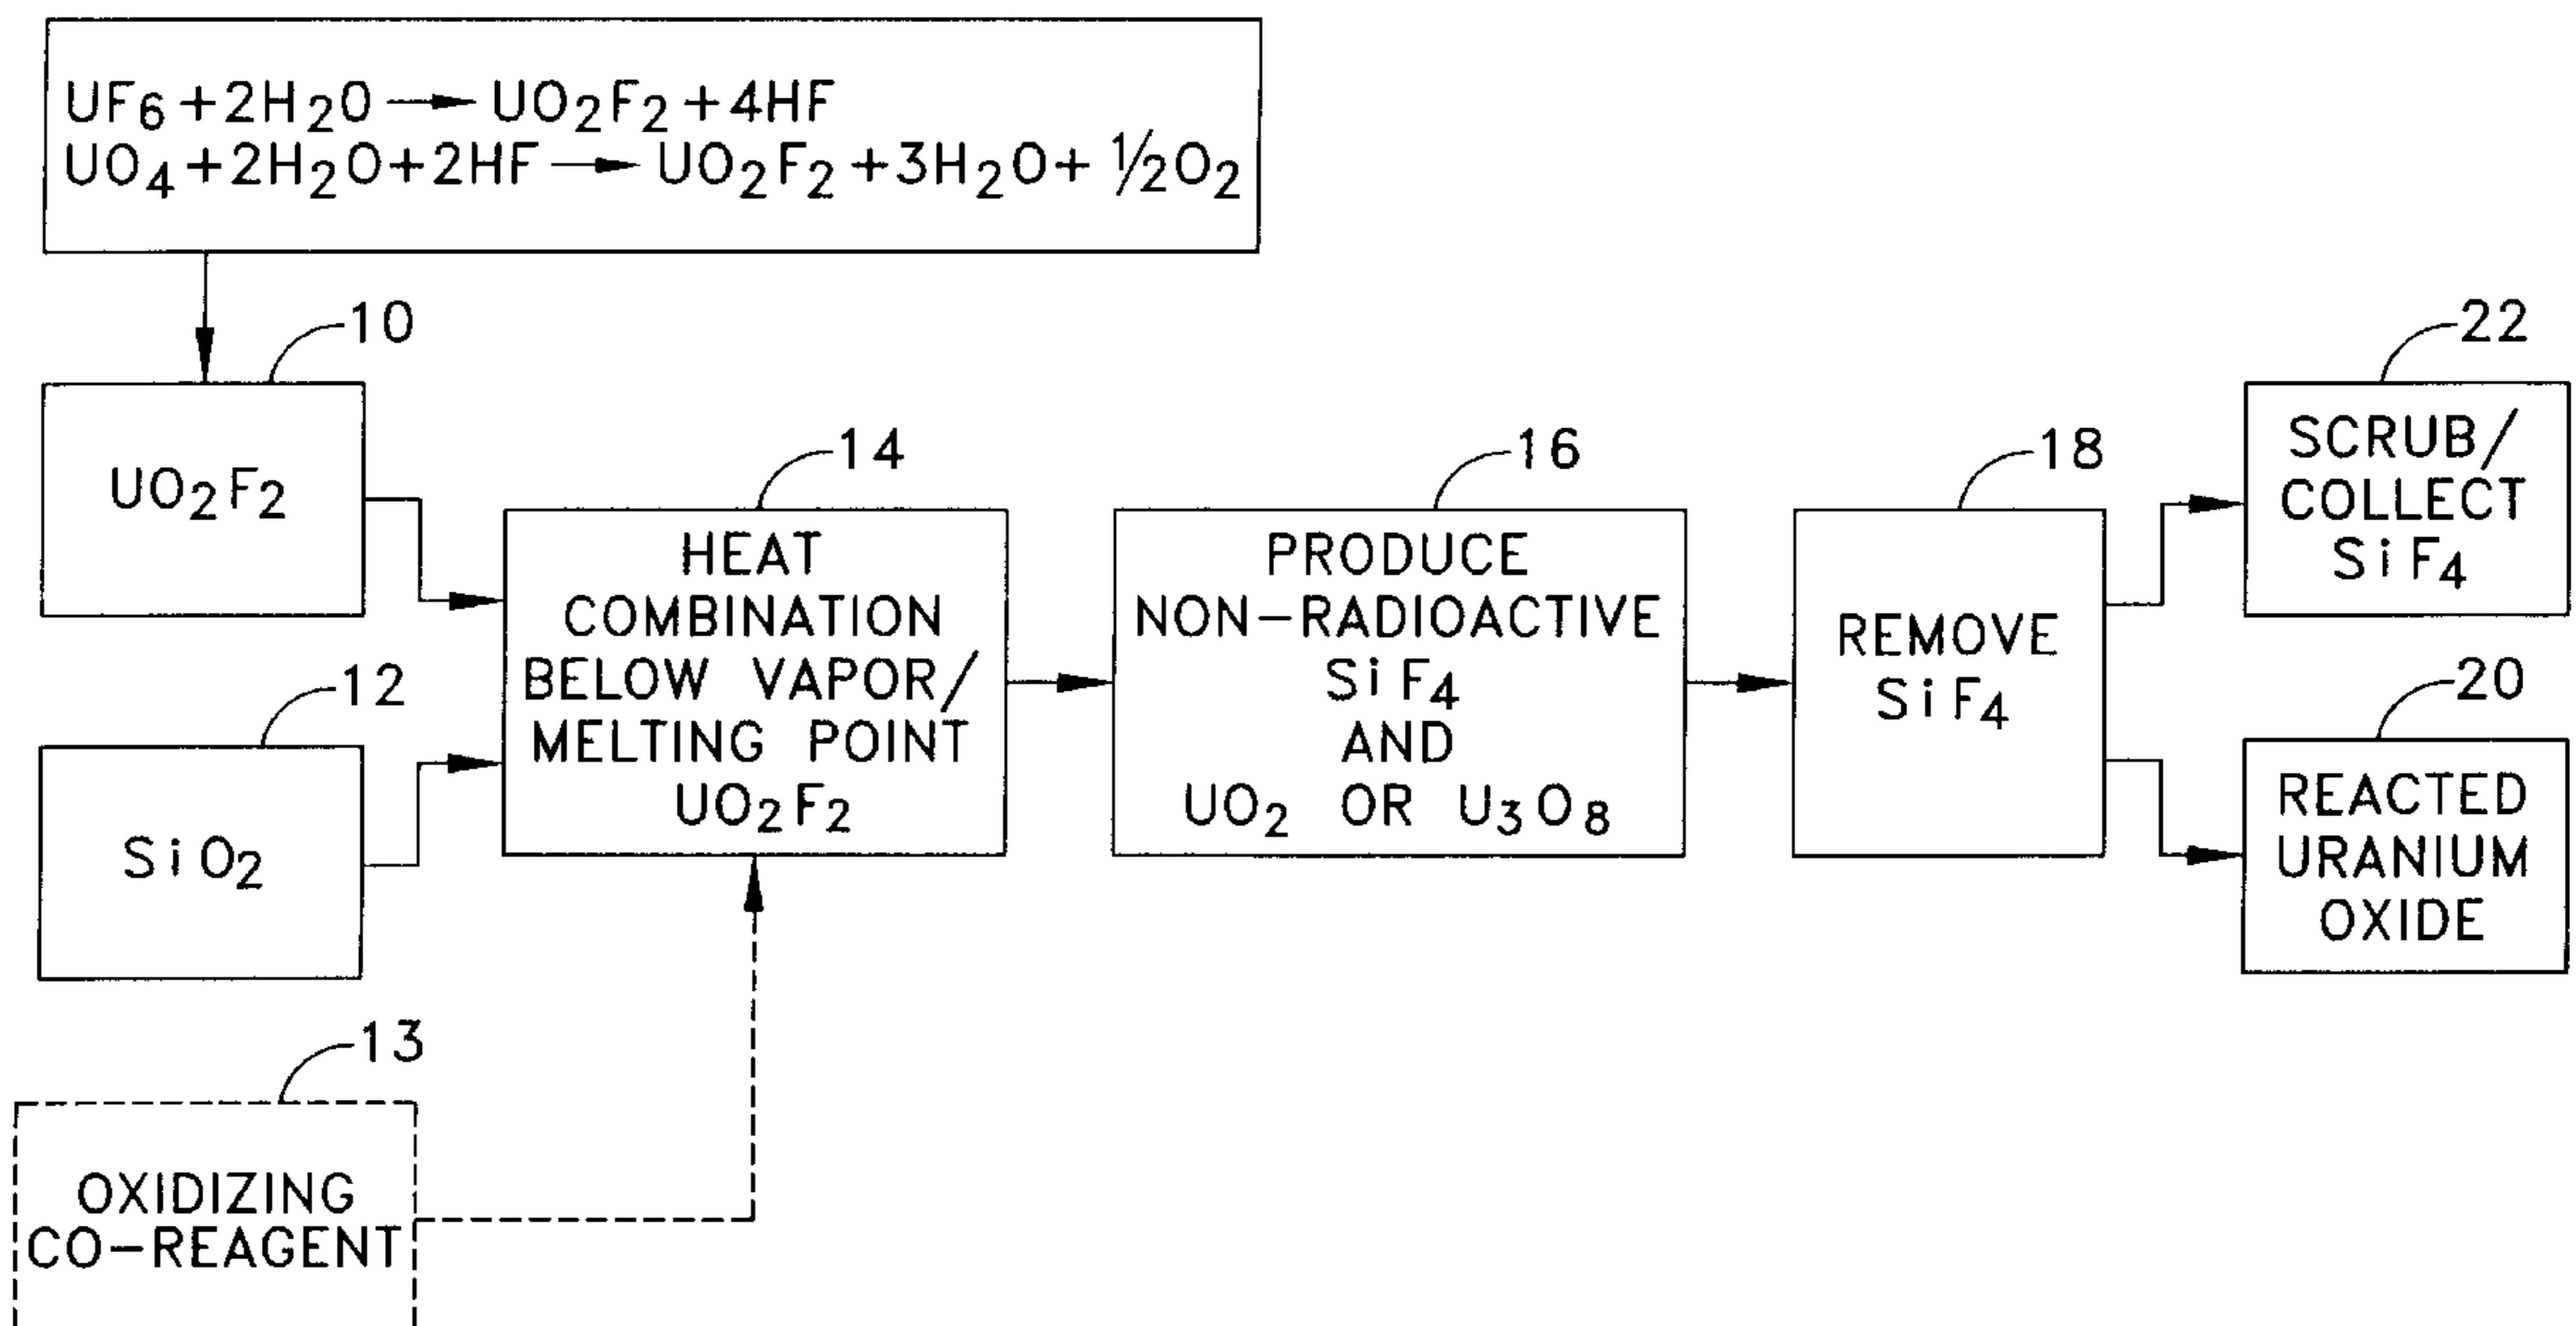 UF6+2H2O → UO2F2+4HF
UO4+2H2O+2HF → UO2F2+3H2O+ 1/2O2
10
UO2F2
12
SiO2
13
OXIDIZING
CO-REAGENT
14
HEAT
COMBINATION
BELOW VAPOR/
MELTING POINT
UO2F2
16
PRODUCE
NON-RADIOACTIVE
SiF4
AND
UO2 OR U3O8
18
REMOVE
SiF4
22
SCRUB/
COLLECT
SiF4
20
REACTED
URANIUM
OXIDE